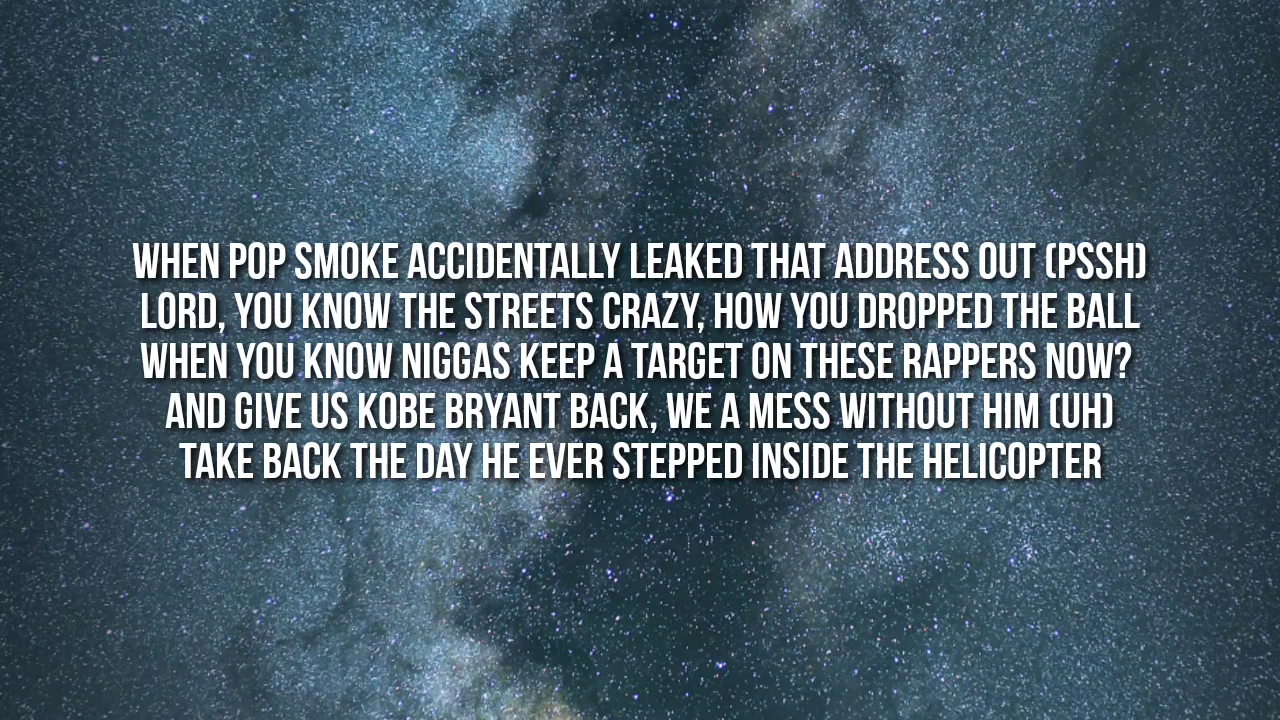 WHEN POP SMOKE ACCIDENTALLY LEAKED THAT ADDRESS OUT (PSSH)
LORD, YOU KNOW THE STREETS CRAZY, HOW YOU DROPPED THE BALL
WHEN YOU KNOW NIGGAS KEEP A TARGET ON THESE RAPPERS NOW?
AND GIVE US KOBE BRYANT BACK, WE A MESS WITHOUT HIM (UH)
TAKE BACK THE DAY HE EVER STEPPED INSIDE THE HELICOPTER